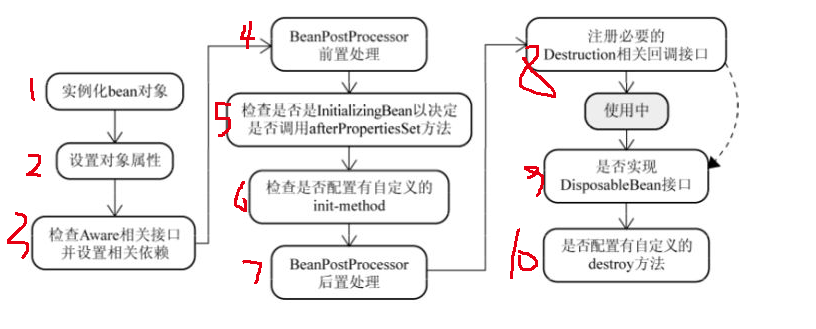 1
实例化bean对象
2
设置对象属性
3
检查Aware相关接口
并设置相关依赖
4
BeanPostProcessor
前置处理
5
检查是否是InitializingBean以决定
是否调用afterPropertiesSet方法
6
检查是否配置有自定义的
init-method
7
BeanPostProcessor
后置处理
8
注册必要的
Destruction相关回调接口
使用中
9
是否实现
DisposableBean接口
10
是否配置有自定义的
destroy方法